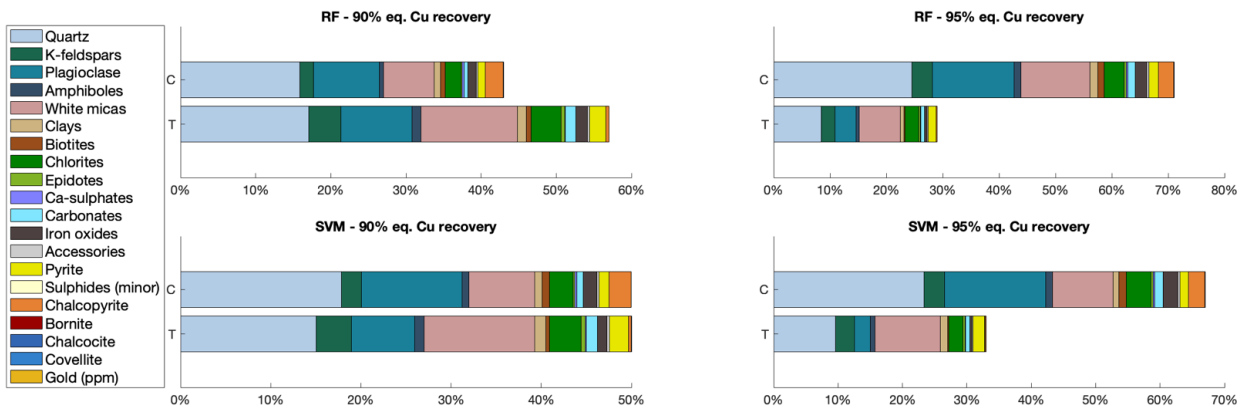 Quartz
K-feldspars
Plagioclase
Amphiboles
White micas
Clays
Biotites
Chlorites
Epidotes
Ca-sulphates
Carbonates
Iron oxides
Accessories
Pyrite
Sulphides (minor)
Chalcopyrite
Bornite
Chalcocite
Covellite
Gold (ppm)
RF - 90% eq. Cu recovery
C
T
0% 10% 20% 30% 40% 50% 60%
RF - 95% eq. Cu recovery
C
T
0% 10% 20% 30% 40% 50% 60% 70% 80%
SVM - 90% eq. Cu recovery
C
T
0% 10% 20% 30% 40% 50%
SVM - 95% eq. Cu recovery
C
T
0% 10% 20% 30% 40% 50% 60% 70%